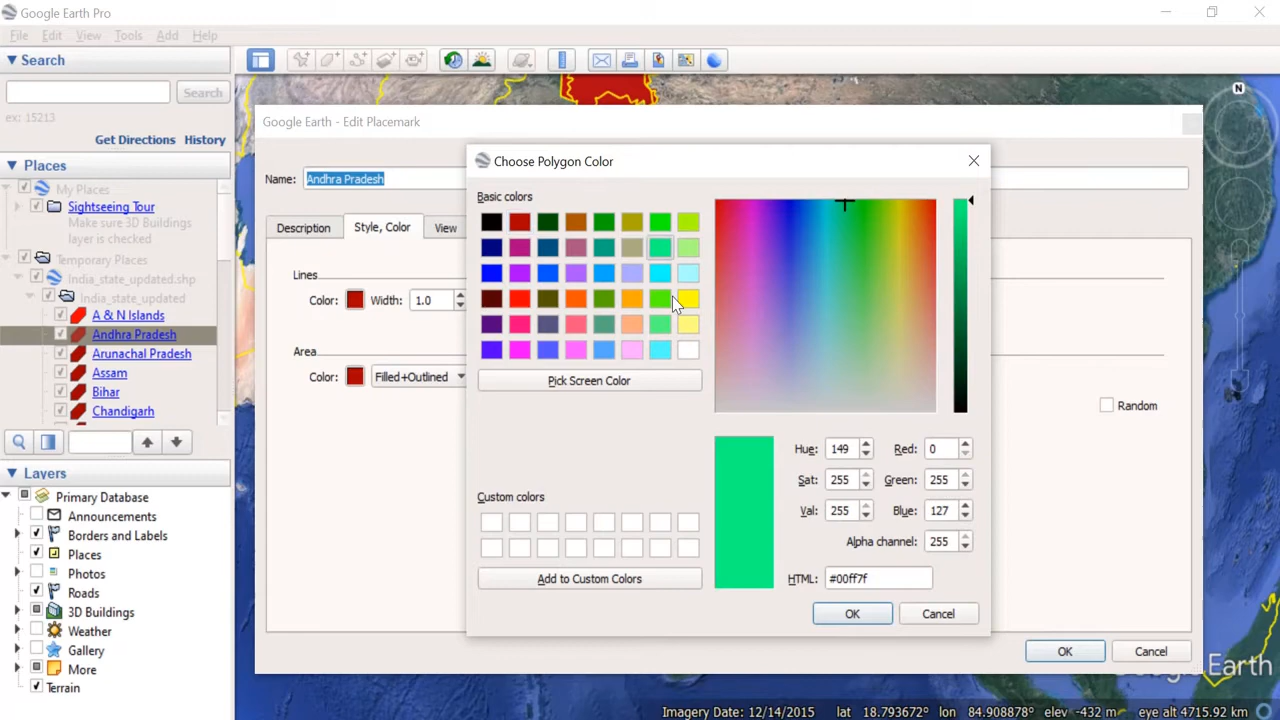 Google Earth Pro
File Edit View Tools Add Help
Search
Search
ex: 15213
Get Directions History
Places
My Places
Sightseeing Tour
Make sure 3D Buildings
layer is checked
Temporary Places
India_state_updated.shp
India_state_updated
A & N Islands
Andhra Pradesh
Arunachal Pradesh
Assam
Bihar
Chandigarh
Layers
Primary Database
Announcements
Borders and Labels
Places
Photos
Roads
3D Buildings
Weather
Gallery
More
Terrain
N
Google Earth - Edit Placemark
Name: Andhra Pradesh
Description Style, Color View
Lines
Color: Width: 1.0
Area
Color: Filled+Outlined
Random
OK Cancel
Choose Polygon Color
Basic colors
Pick Screen Color
Custom colors
Add to Custom Colors
Hue: 149 Red: 0
Sat: 255 Green: 255
Val: 255 Blue: 127
Alpha channel: 255
HTML: #00ff7f
OK Cancel
Google Earth
Imagery Date: 12/14/2015 lat 18.793672° lon 84.908878° elev -432 m eye alt 4715.92 km